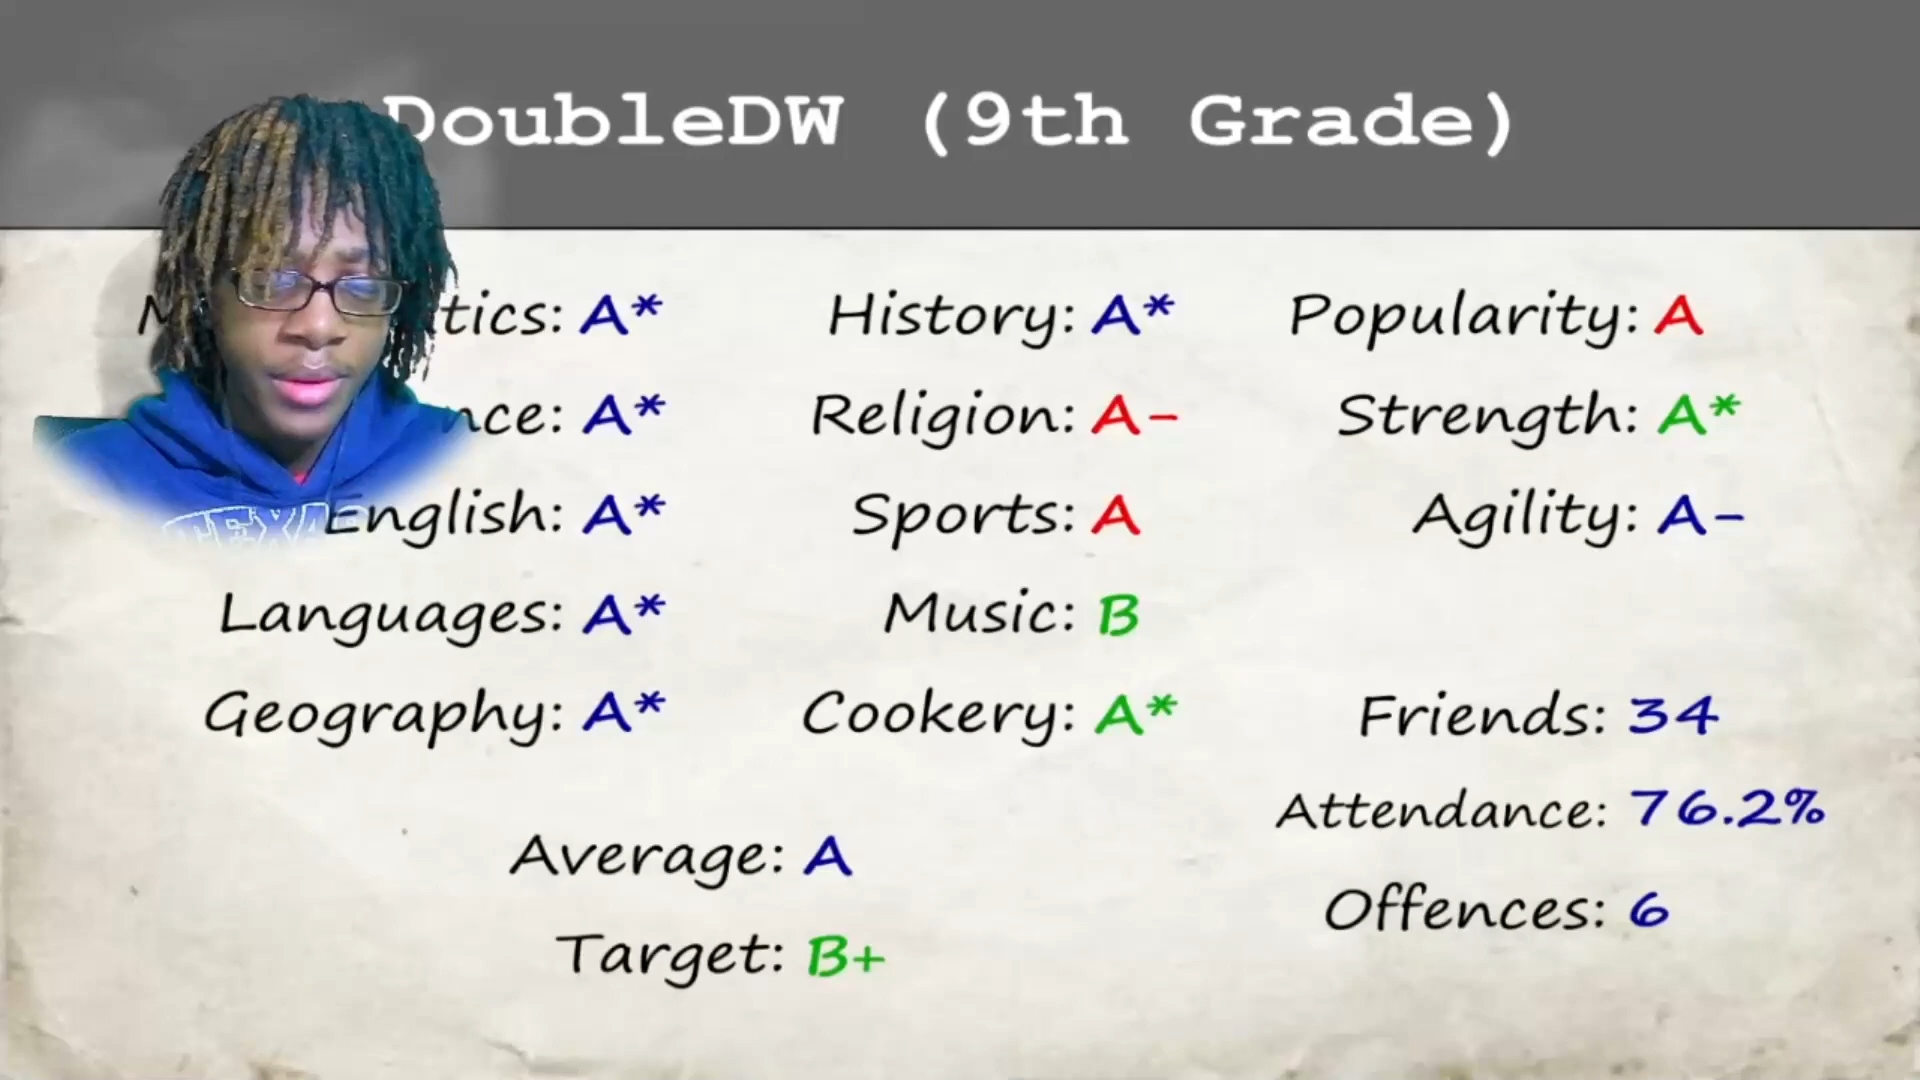 DoubleDW (9th Grade)
tics: A*
nce: A*
English: A*
Languages: A*
Geography: A*
History: A*
Religion: A-
Sports: A
Music: B
Cookery: A*
Popularity: A
Strength: A*
Agility: A-
Friends: 34
Attendance: 76.2%
Offences: 6
Average: A
Target: B+